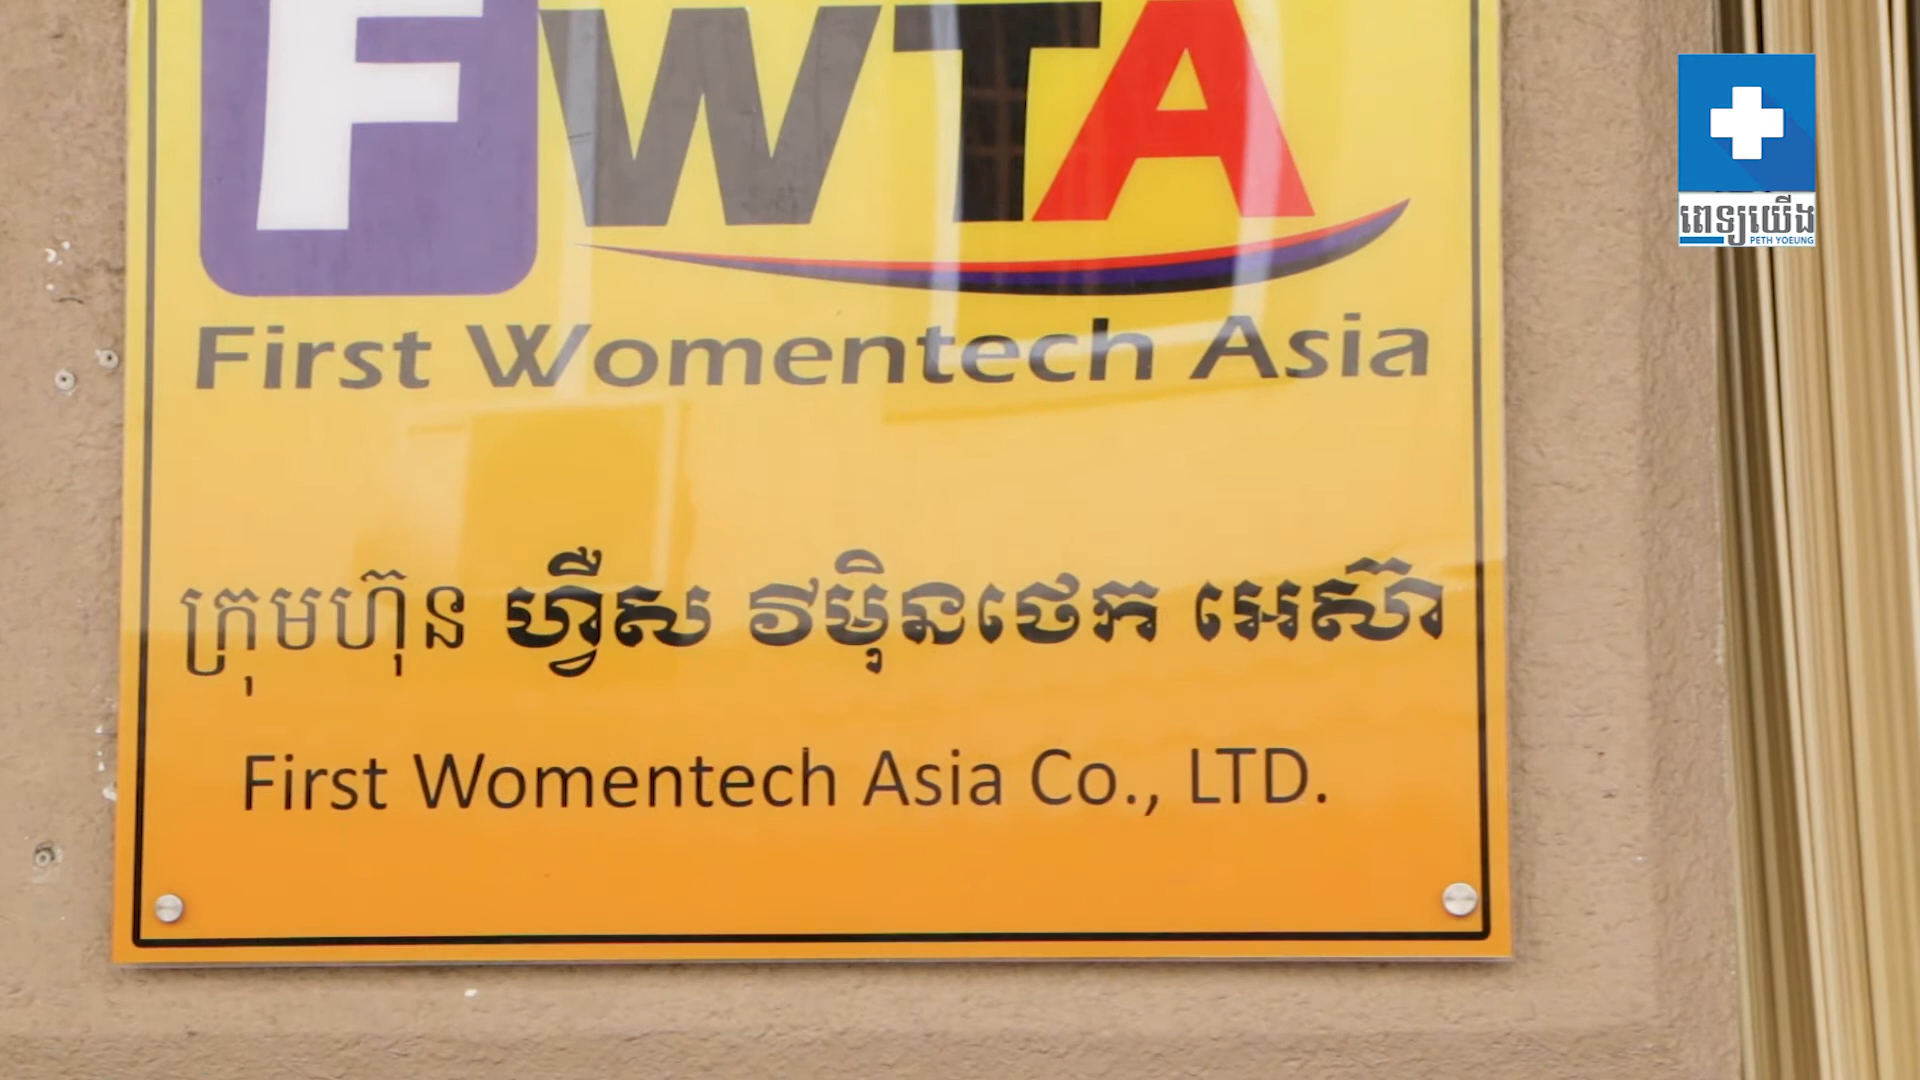 FWTA
First Womentech Asia
ក្រុមហ៊ុន ហ្វឺស វីម៉ិនថេក អេស៊ា
First Womentech Asia Co., LTD.
ពេទ្យយើង
PETH YOEUNG